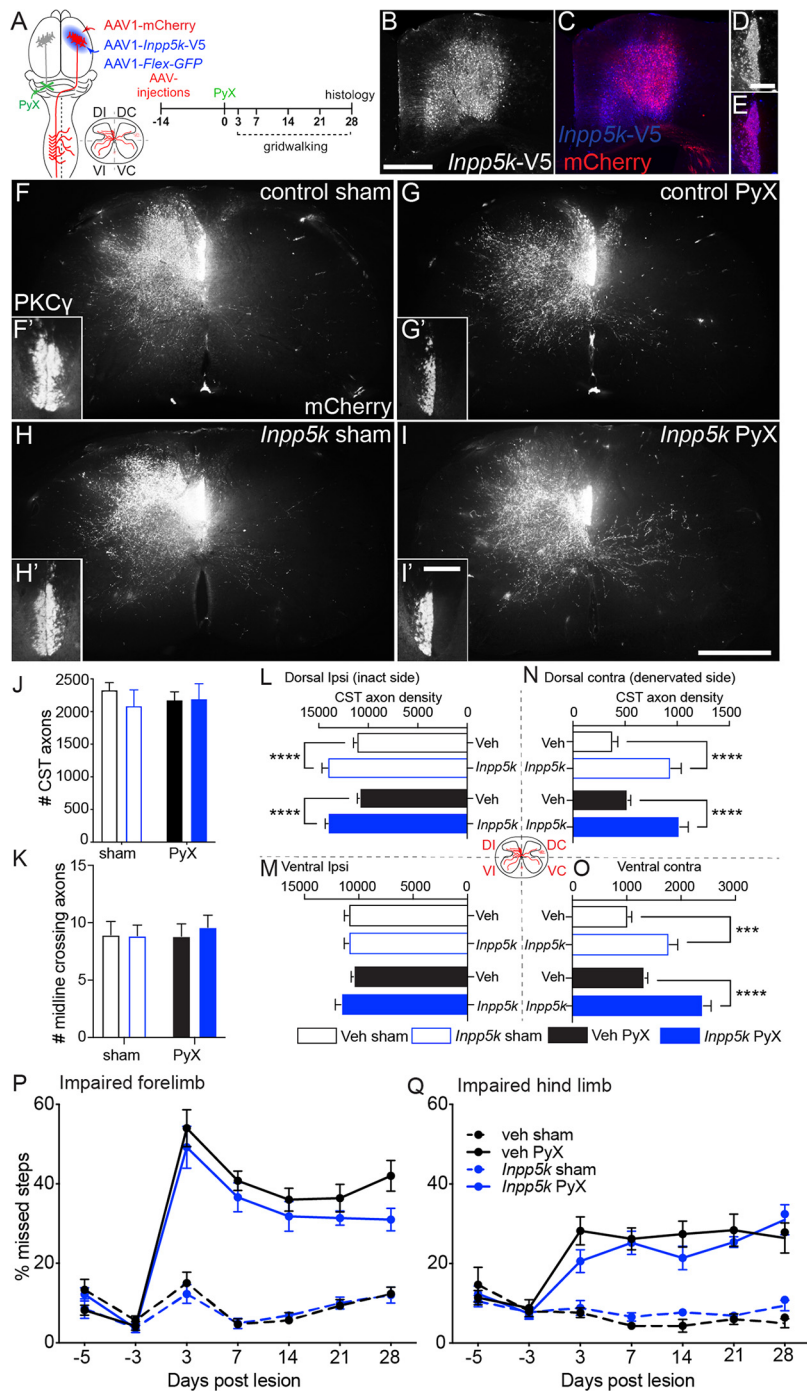 A
AAV1-mCherry
AAV1-Inpp5k-V5
AAV1-Flex-GFP
PyX
DI DC
VI VC
AAV-
injections
PyX
histology
-14 0 3 7 14 21 28
gridwalking
B
Inpp5k-V5
C
Inpp5k-V5
mCherry
D
E
F
control sham
PKCγ
F'
mCherry
G
control PyX
G'
H
Inpp5k sham
H'
I
Inpp5k PyX
I'
J
# CST axons
2500
2000
1500
1000
500
0
sham PyX
K
# midline crossing axons
15
10
5
0
sham PyX
L Dorsal Ipsi (inact side)
CST axon density
15000 10000 5000 0
Veh
Inpp5k
Veh
Inpp5k
****
****
N Dorsal contra (denervated side)
CST axon density
0 500 1000 1500
Veh
Inpp5k
Veh
Inpp5k
****
****
DI DC
VI VC
M Ventral Ipsi
15000 10000 5000 0
Veh
Inpp5k
Veh
Inpp5k
O Ventral contra
0 1000 2000 3000
Veh
Inpp5k
Veh
Inpp5k
***
****
Veh sham Inpp5k sham Veh PyX Inpp5k PyX
P Impaired forelimb
% missed steps
60
40
20
0
-5 -3 3 7 14 21 28
Days post lesion
Q Impaired hind limb
60
40
20
0
veh sham
veh PyX
Inpp5k sham
Inpp5k PyX
-5 -3 3 7 14 21 28
Days post lesion